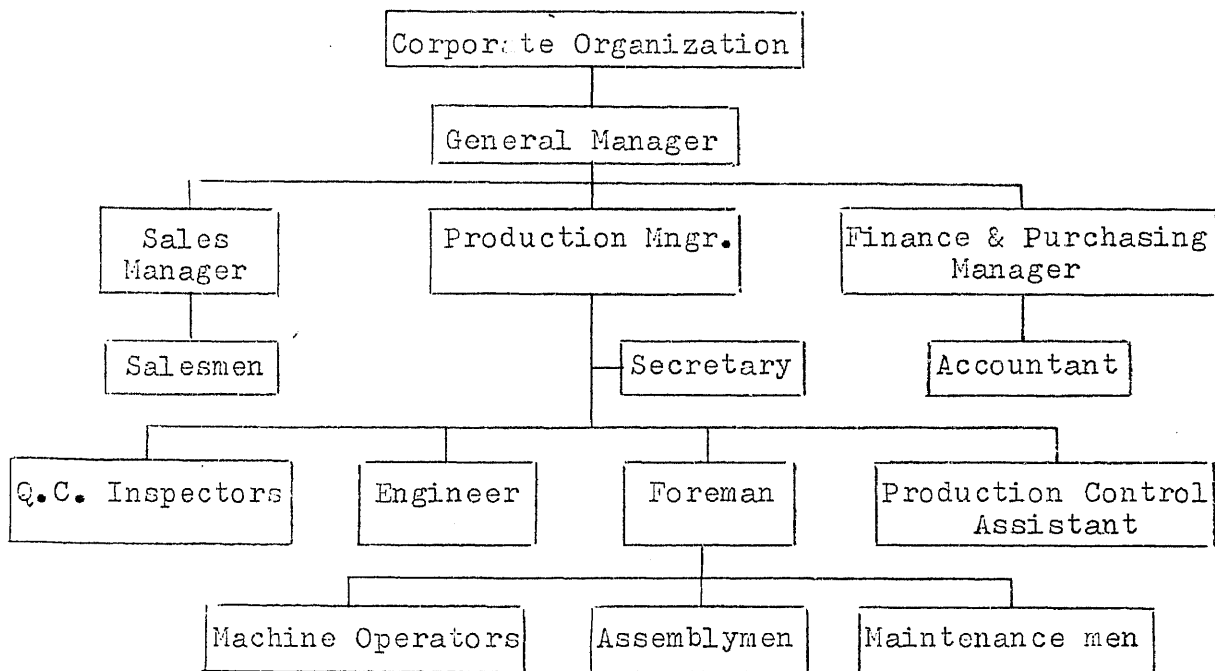 Corporate Organization
General Manager
Sales
Manager
Production Mngr.
Finance & Purchasing
Manager
Salesmen
Secretary
Accountant
Q.C. Inspectors
Engineer
Foreman
Production Control
Assistant
Machine Operators
Assemblymen
Maintenance men